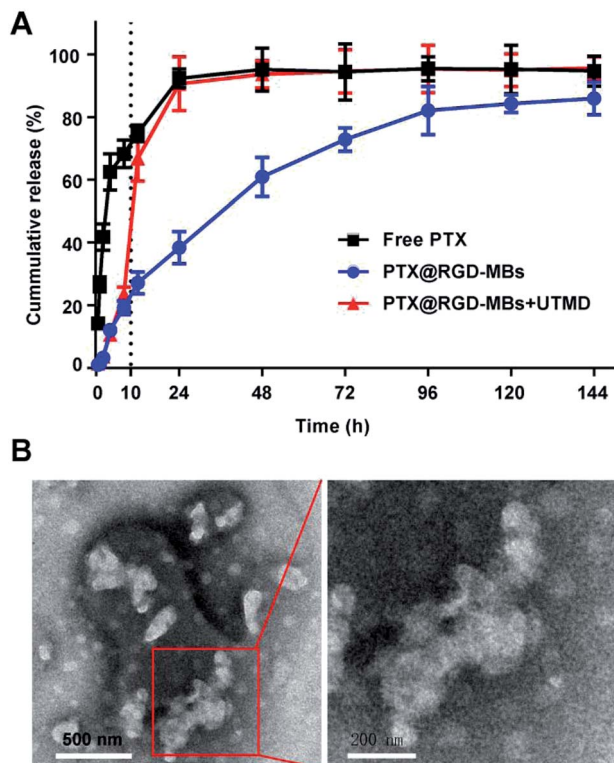 A
Cummulative release (%)
100
80
60
40
20
0
Free PTX
PTX@RGD-MBs
PTX@RGD-MBs+UTMD
0 10 24 48 72 96 120 144
Time (h)
B
500 nm
200 nm